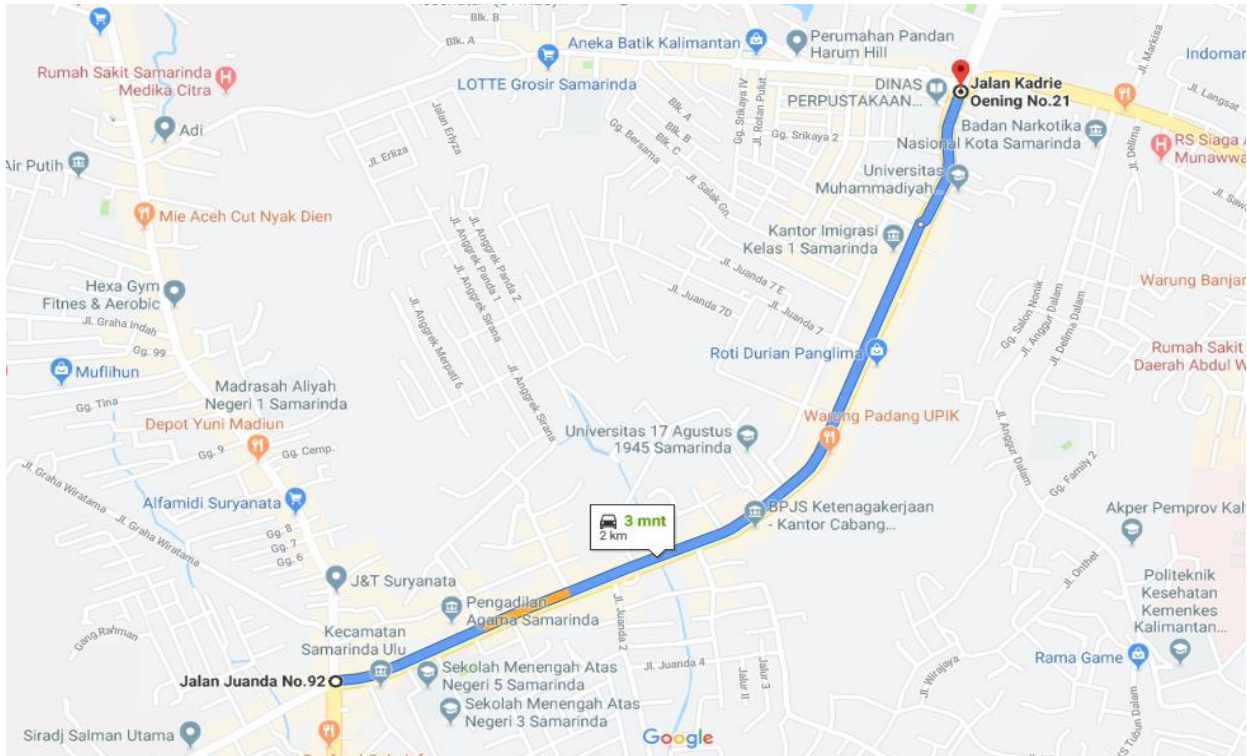 Blk. B
Blk. A
Aneka Batik Kalimantan
Perumahan Pandan
Harum Hill
Indomar
Jl. Markisa
Rumah Sakit Samarinda
Medika Citra
LOTTE Grosir Samarinda
DINAS
PERPUSTAKAAN...
Jalan Kadrie
Oening No.21
Jl. Langsat
Adi
Jalan Erlyza
Jl. Erliza
Blk. A
Blk. B
Blk. C
Gg. Bersama
Gg. Srikaya IV
Jl. Rotan Pulut
Gg. Srikaya 2
Badan Narkotika
Nasional Kota Samarinda
Jl. Delima
RS Siaga A
Munawwa
Air Putih
Jl. Salak Gn.
Universitas
Muhammadiyah...
Jl. Saw
Mie Aceh Cut Nyak Dien
Jl. Anggrek Panda 2
Jl. Anggrek Panda 1
Jl. Anggrek Sirana
Kantor Imigrasi
Kelas 1 Samarinda
Hexa Gym
Fitnes & Aerobic
Jl. Juanda 7 E
Jl. Juanda 7D
Jl. Juanda 7
Gg. Salon Nonik
Jl. Anggur Dalam
Jl. Delima Dalam
Warung Banjar
Jl. Graha Indah
Gg. 99
Jl. Anggrek Merpati 6
Roti Durian Panglima
Rumah Sakit
Daerah Abdul W
Muflihun
Gg. Tina
Madrasah Aliyah
Negeri 1 Samarinda
Jl. Anggrek Sirana
Depot Yuni Madiun
Warung Padang UPIK
Universitas 17 Agustus
1945 Samarinda
Gg. 9
Gg. Cemp.
Jl. Anggur Dalam
Gg. Family 2
Jl. Graha Wiratama
Jl. Graha Wiratama
Alfamidi Suryanata
Gg. 8
Gg. 7
Gg. 6
3 mnt
2 km
BPJS Ketenagakerjaan
- Kantor Cabang...
Akper Pemprov Kalt
J&T Suryanata
Jl. Onthel
Politeknik
Kesehatan
Kemenkes
Kalimantan...
Gang Rahman
Pengadilan
Agama Samarinda
Jl. Juanda 2
Kecamatan
Samarinda Ulu
Jl. Juanda 4
Jalur II
Jalur 3
Jl. Wirajaya
Rama Game
Jalan Juanda No.92
Sekolah Menengah Atas
Negeri 5 Samarinda
Sekolah Menengah Atas
Negeri 3 Samarinda
Siradj Salman Utama
Google
KS Tubun Dalam